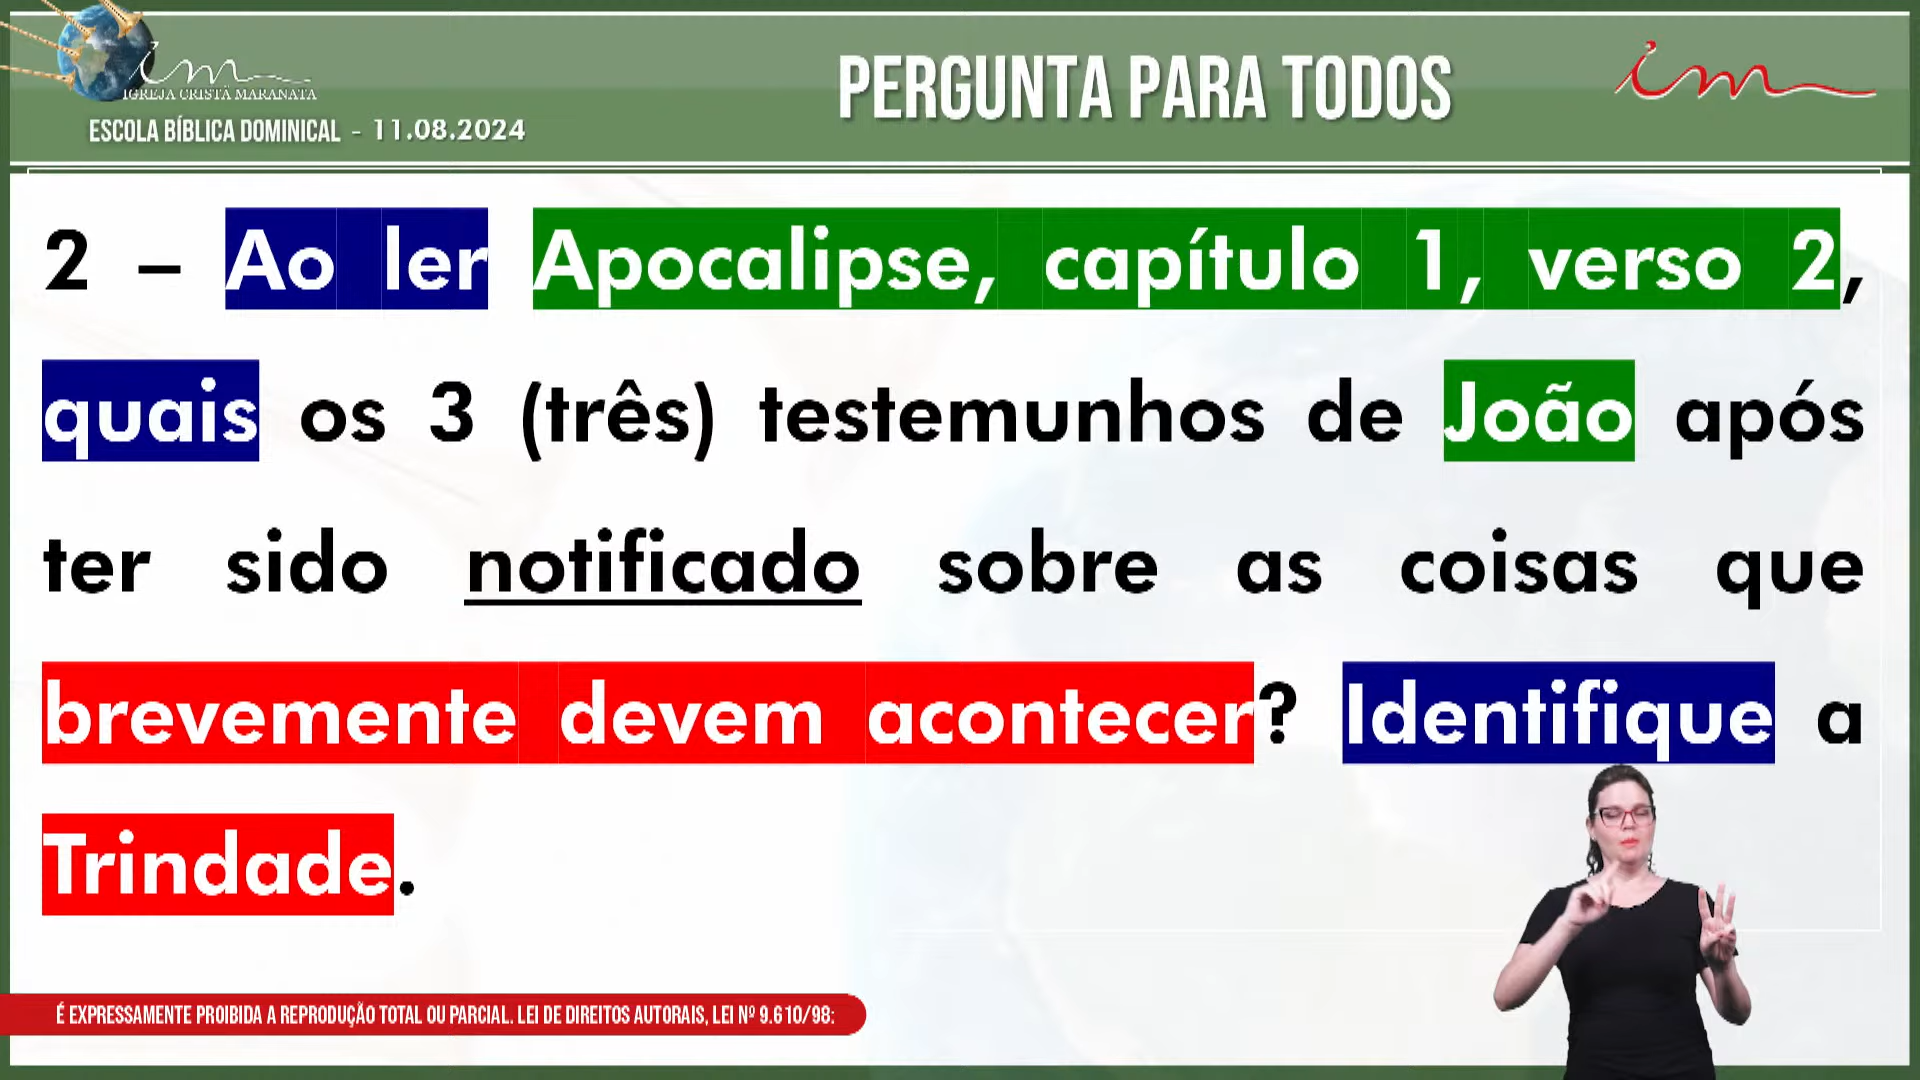 im
IGREJA CRISTÃ MARANATA
ESCOLA BÍBLICA DOMINICAL - 11.08.2024
PERGUNTA PARA TODOS
im
2 – Ao ler Apocalipse, capítulo 1, verso 2,
quais os 3 (três) testemunhos de João após
ter sido notificado sobre as coisas que
brevemente devem acontecer? Identifique a
Trindade.
É EXPRESSAMENTE PROIBIDA A REPRODUÇÃO TOTAL OU PARCIAL. LEI DE DIREITOS AUTORAIS, LEI Nº 9.610/98: